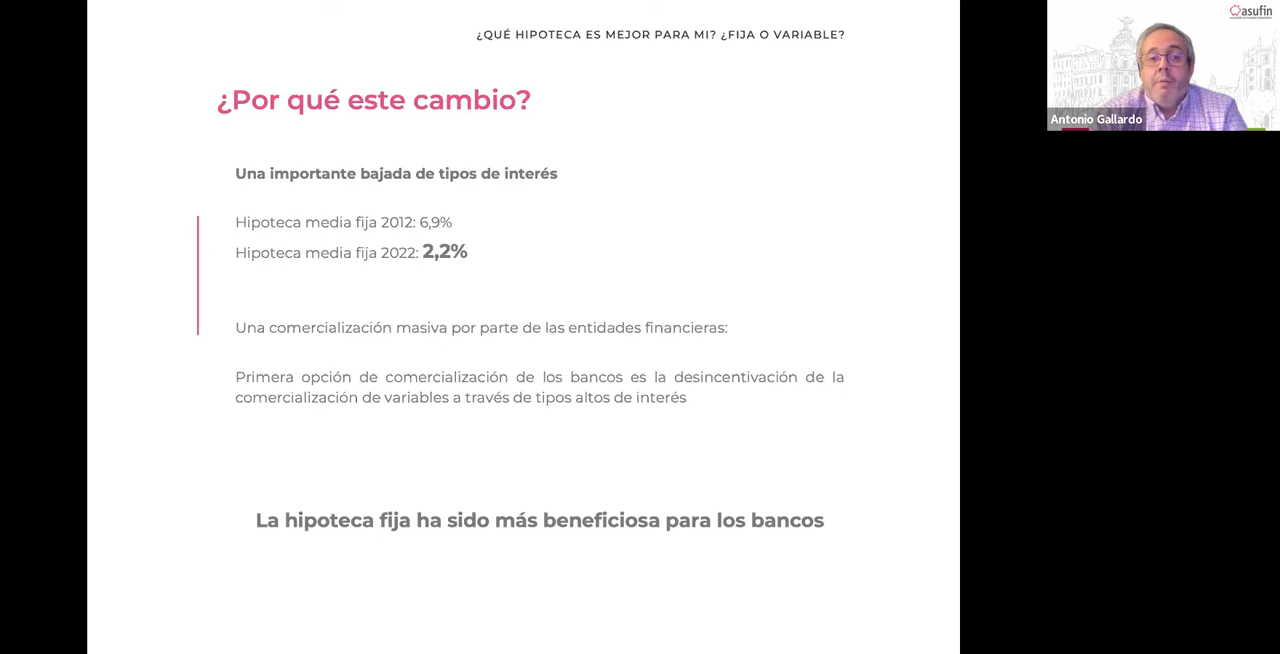 ¿QUÉ HIPOTECA ES MEJOR PARA MI? ¿FIJA O VARIABLE?
¿Por qué este cambio?
Una importante bajada de tipos de interés
Hipoteca media fija 2012: 6,9%
Hipoteca media fija 2022: 2,2%
Una comercialización masiva por parte de las entidades financieras:
Primera opción de comercialización de los bancos es la desincentivación de la
comercialización de variables a través de tipos altos de interés
La hipoteca fija ha sido más beneficiosa para los bancos
asufin
Antonio Gallardo